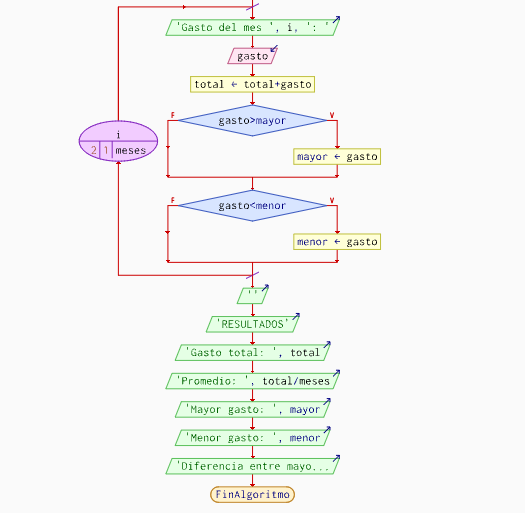 'Gasto del mes ', i, ': '
gasto
total ← total+gasto
F
V
gasto>mayor
i
2 1 meses
mayor ← gasto
F
V
gasto<menor
menor ← gasto
''
'RESULTADOS'
'Gasto total: ', total
'Promedio: ', total/meses
'Mayor gasto: ', mayor
'Menor gasto: ', menor
'Diferencia entre mayo...
FinAlgoritmo